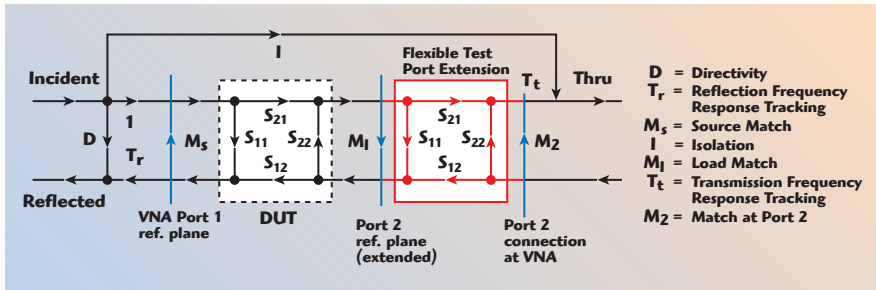 I
Flexible Test
Port Extension
Incident
Tt
Thru
1
S21
S21
D
Tr
Ms
S11
S22
Ml
S11
S22
M2
S12
S12
Reflected
VNA Port 1
ref. plane
DUT
Port 2
ref. plane
(extended)
Port 2
connection
at VNA
D = Directivity
Tr = Reflection Frequency
Response Tracking
Ms = Source Match
I = Isolation
Ml = Load Match
Tt = Transmission Frequency
Response Tracking
M2 = Match at Port 2